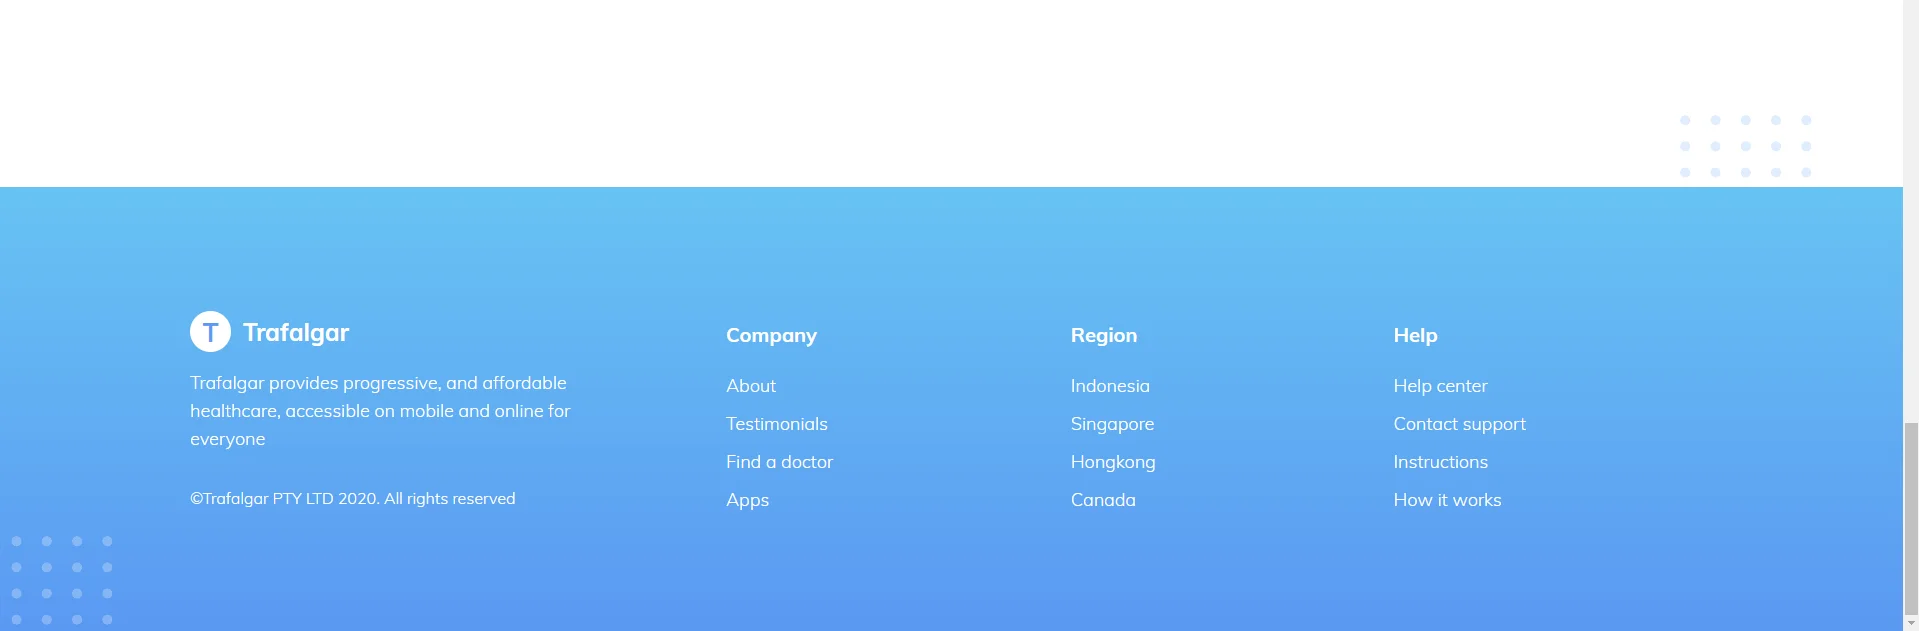 T Trafalgar
Trafalgar provides progressive, and affordable
healthcare, accessible on mobile and online for
everyone
©Trafalgar PTY LTD 2020. All rights reserved
Company
About
Testimonials
Find a doctor
Apps
Region
Indonesia
Singapore
Hongkong
Canada
Help
Help center
Contact support
Instructions
How it works